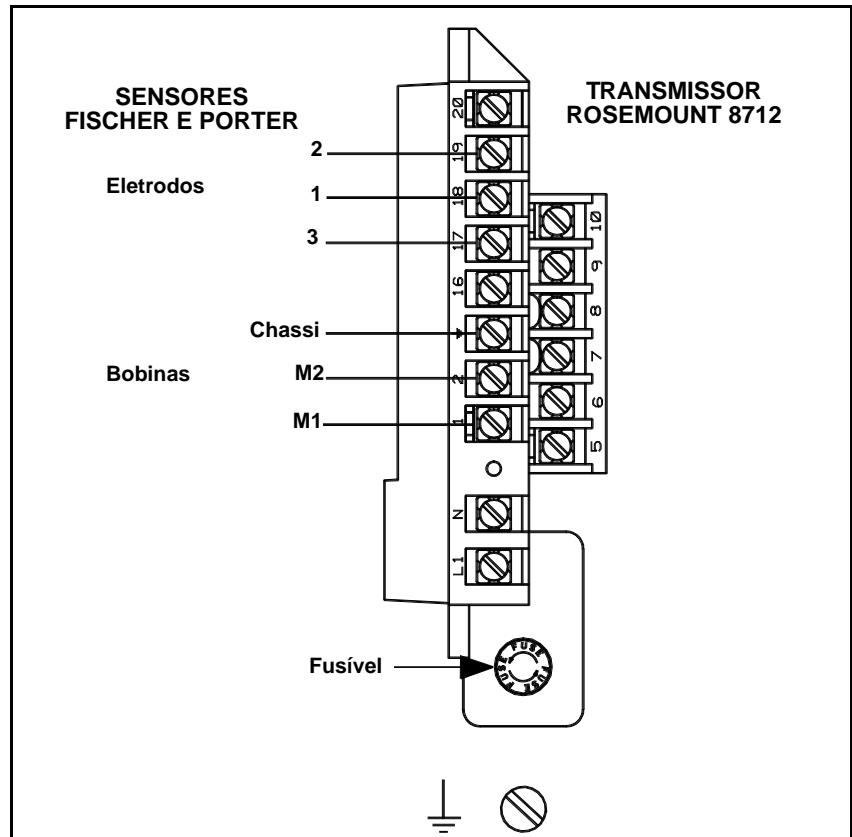 SENSORES
FISCHER E PORTER
TRANSMISSOR
ROSEMOUNT 8712
20
2
19
Eletrodos
1
18
10
3
17
9
16
8
Chassi
7
Bobinas
M2
2
6
M1
1
5
N
L1
Fusível
FUSE FUSE FUSE